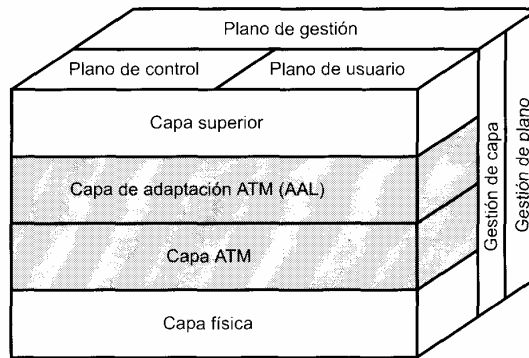 Plano de gestión
Plano de control
Plano de usuario
Capa superior
Capa de adaptación ATM (AAL)
Capa ATM
Capa física
Gestión de capa
Gestión de plano